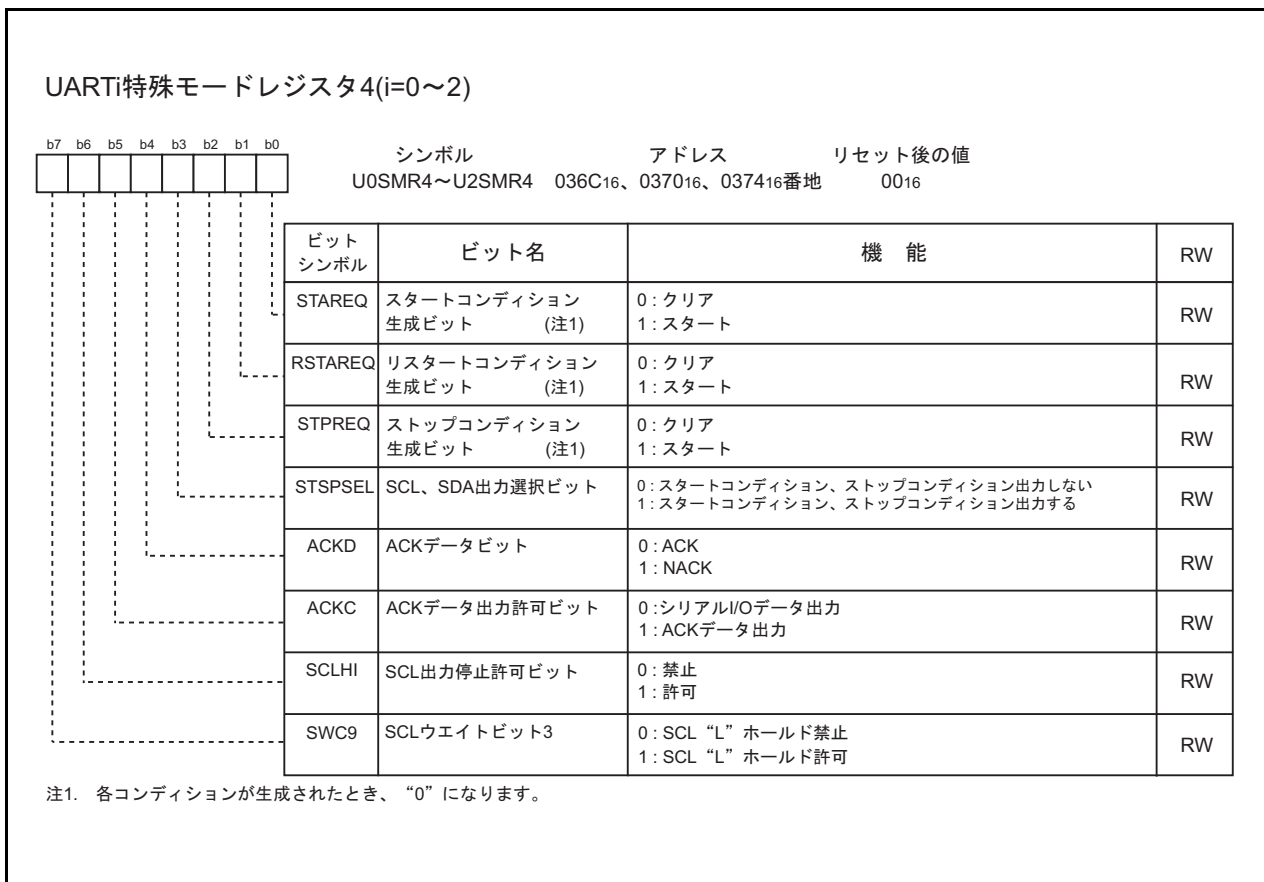 UARTi特殊モードレジスタ4(i=0～2)
b7 b6 b5 b4 b3 b2 b1 b0
シンボル アドレス リセット後の値
U0SMR4～U2SMR4 036C16、037016、037416番地 0016
ビット
シンボル ビット名 機 能 RW
STAREQ スタートコンディション
生成ビット (注1) 0 : クリア
1 : スタート RW
RSTAREQ リスタートコンディション
生成ビット (注1) 0 : クリア
1 : スタート RW
STPREQ ストップコンディション
生成ビット (注1) 0 : クリア
1 : スタート RW
STSPSEL SCL、SDA出力選択ビット 0 : スタートコンディション、ストップコンディション出力しない
1 : スタートコンディション、ストップコンディション出力する RW
ACKD ACKデータビット 0 : ACK
1 : NACK RW
ACKC ACKデータ出力許可ビット 0 :シリアルI/Oデータ出力
1 : ACKデータ出力 RW
SCLHI SCL出力停止許可ビット 0 : 禁止
1 : 許可 RW
SWC9 SCLウエイトビット3 0 : SCL “L” ホールド禁止
1 : SCL “L” ホールド許可 RW
注1. 各コンディションが生成されたとき、“0”になります。